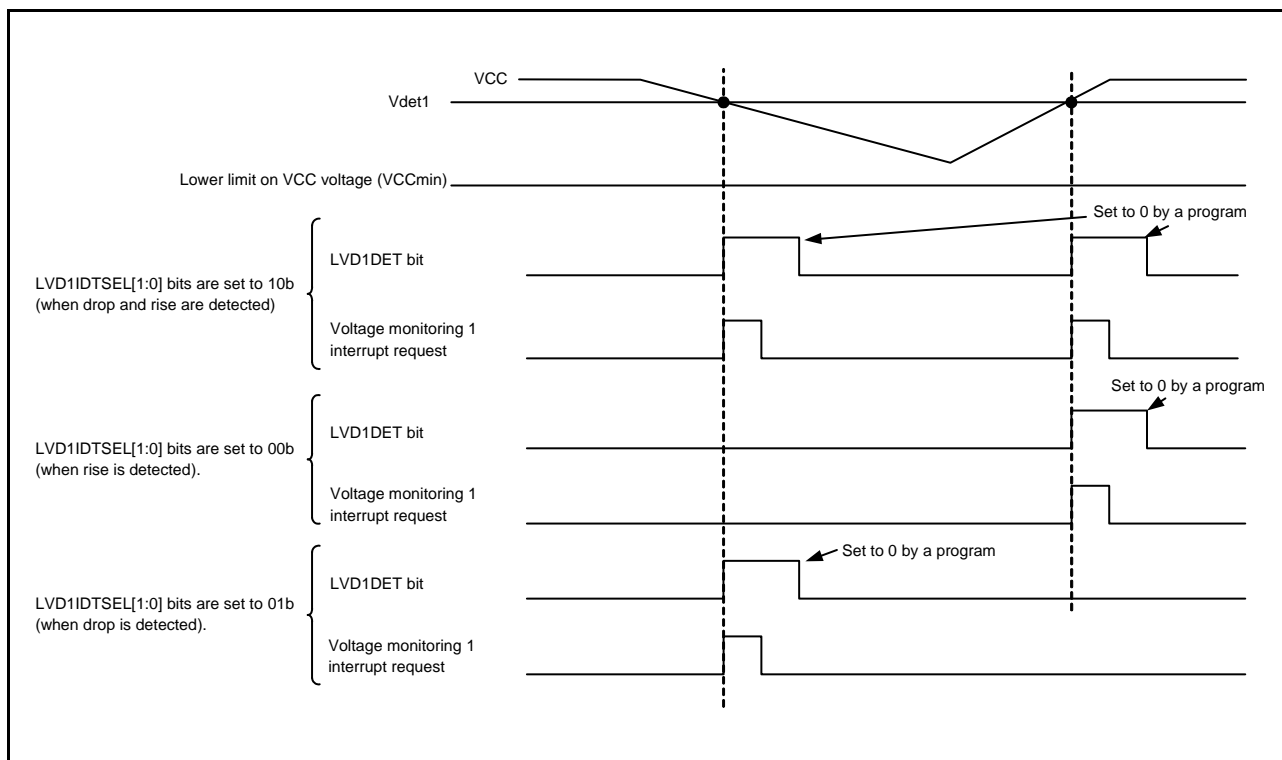 VCC
Vdet1
Lower limit on VCC voltage (VCCmin)
Set to 0 by a program
LVD1DET bit
LVD1IDTSEL[1:0] bits are set to 10b
(when drop and rise are detected)
Voltage monitoring 1
interrupt request
Set to 0 by a program
LVD1DET bit
LVD1IDTSEL[1:0] bits are set to 00b
(when rise is detected).
Voltage monitoring 1
interrupt request
Set to 0 by a program
LVD1DET bit
LVD1IDTSEL[1:0] bits are set to 01b
(when drop is detected).
Voltage monitoring 1
interrupt request